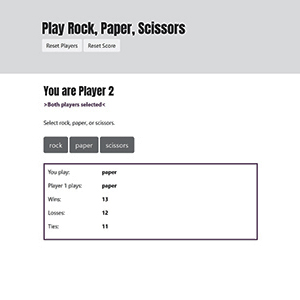 Play Rock, Paper, Scissors
Reset Players Reset Score
You are Player 2
>Both players selected<
Select rock, paper, or scissors.
rock paper scissors
You play: paper
Player 1 plays: paper
Wins: 13
Losses: 12
Ties: 11